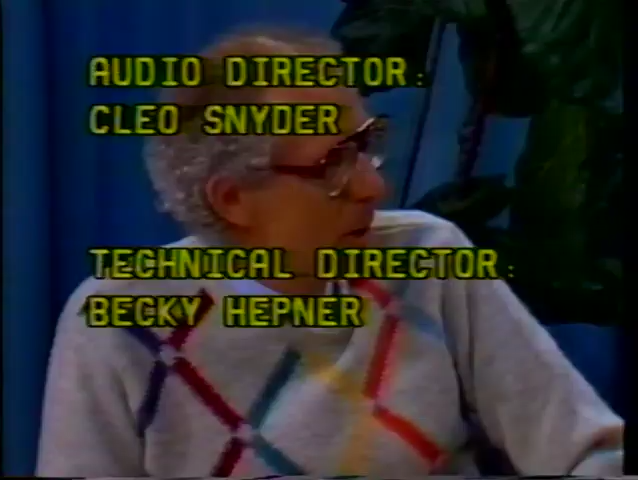 AUDIO DIRECTOR:
CLEO SNYDER
TECHNICAL DIRECTOR:
BECKY HEPNER